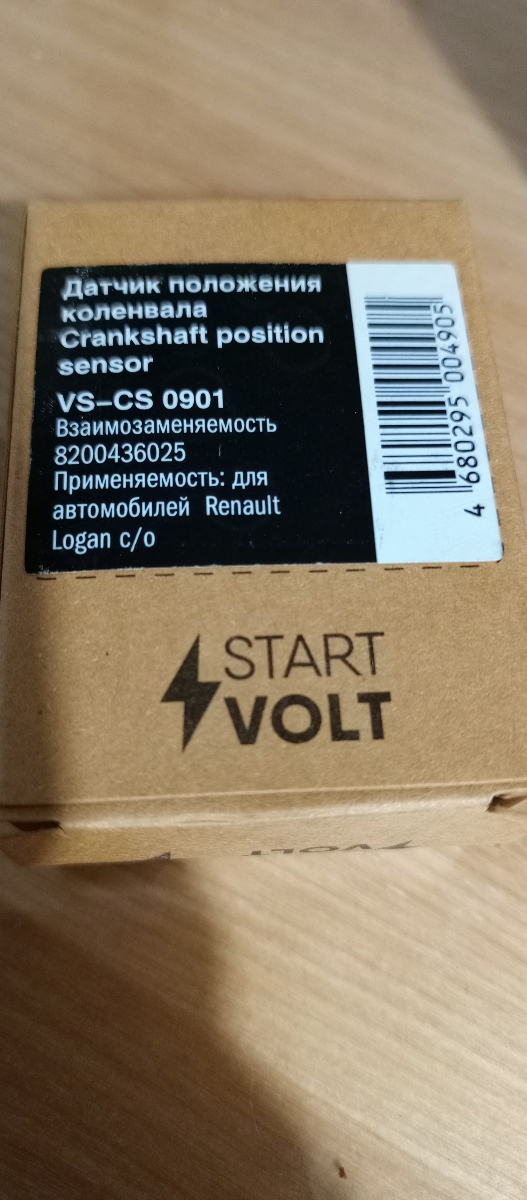 Датчик положения
коленвала
Crankshaft position
sensor
VS-CS 0901
Взаимозаменяемость
8200436025
Применяемость: для
автомобилей Renault
Logan с/о
4 680295 004905
START
VOLT
VOLT